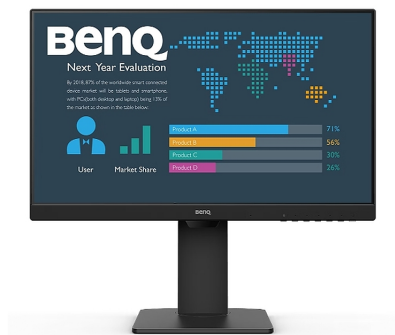 BenQ
Next Year Evaluation
By 2018, 87% of the worldwide smart connected
device market will be tablets and smartphone,
with PCs(both desktop and laptop) being 13% of
the market as shown in the table below.
User
Market Share
Product A 71%
Product B 56%
Product C 30%
Product D 26%
BenQ